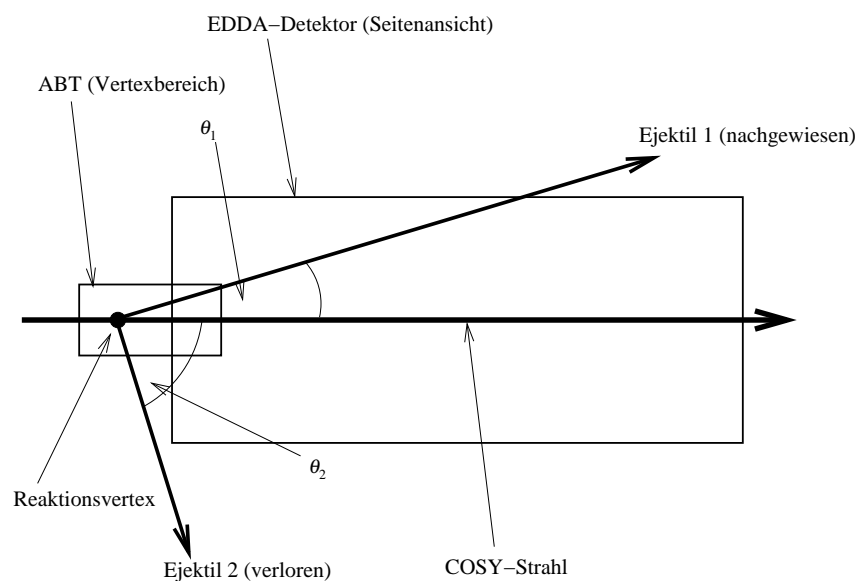 EDDA−Detektor (Seitenansicht)
ABT (Vertexbereich)
θ1
Ejektil 1 (nachgewiesen)
θ2
Reaktionsvertex
Ejektil 2 (verloren)
COSY−Strahl